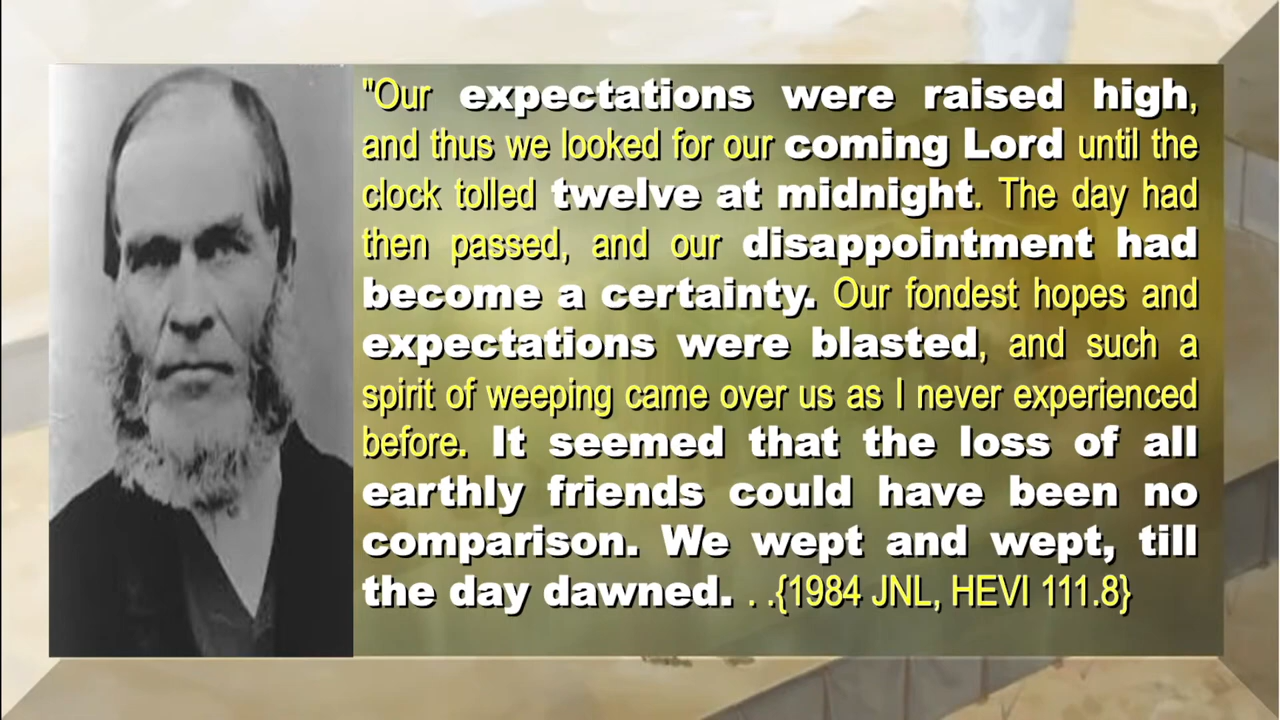 "Our expectations were raised high,
and thus we looked for our coming Lord until the
clock tolled twelve at midnight. The day had
then passed, and our disappointment had
become a certainty. Our fondest hopes and
expectations were blasted, and such a
spirit of weeping came over us as I never experienced
before. It seemed that the loss of all
earthly friends could have been no
comparison. We wept and wept, till
the day dawned. . .{1984 JNL, HEVI 111.8}